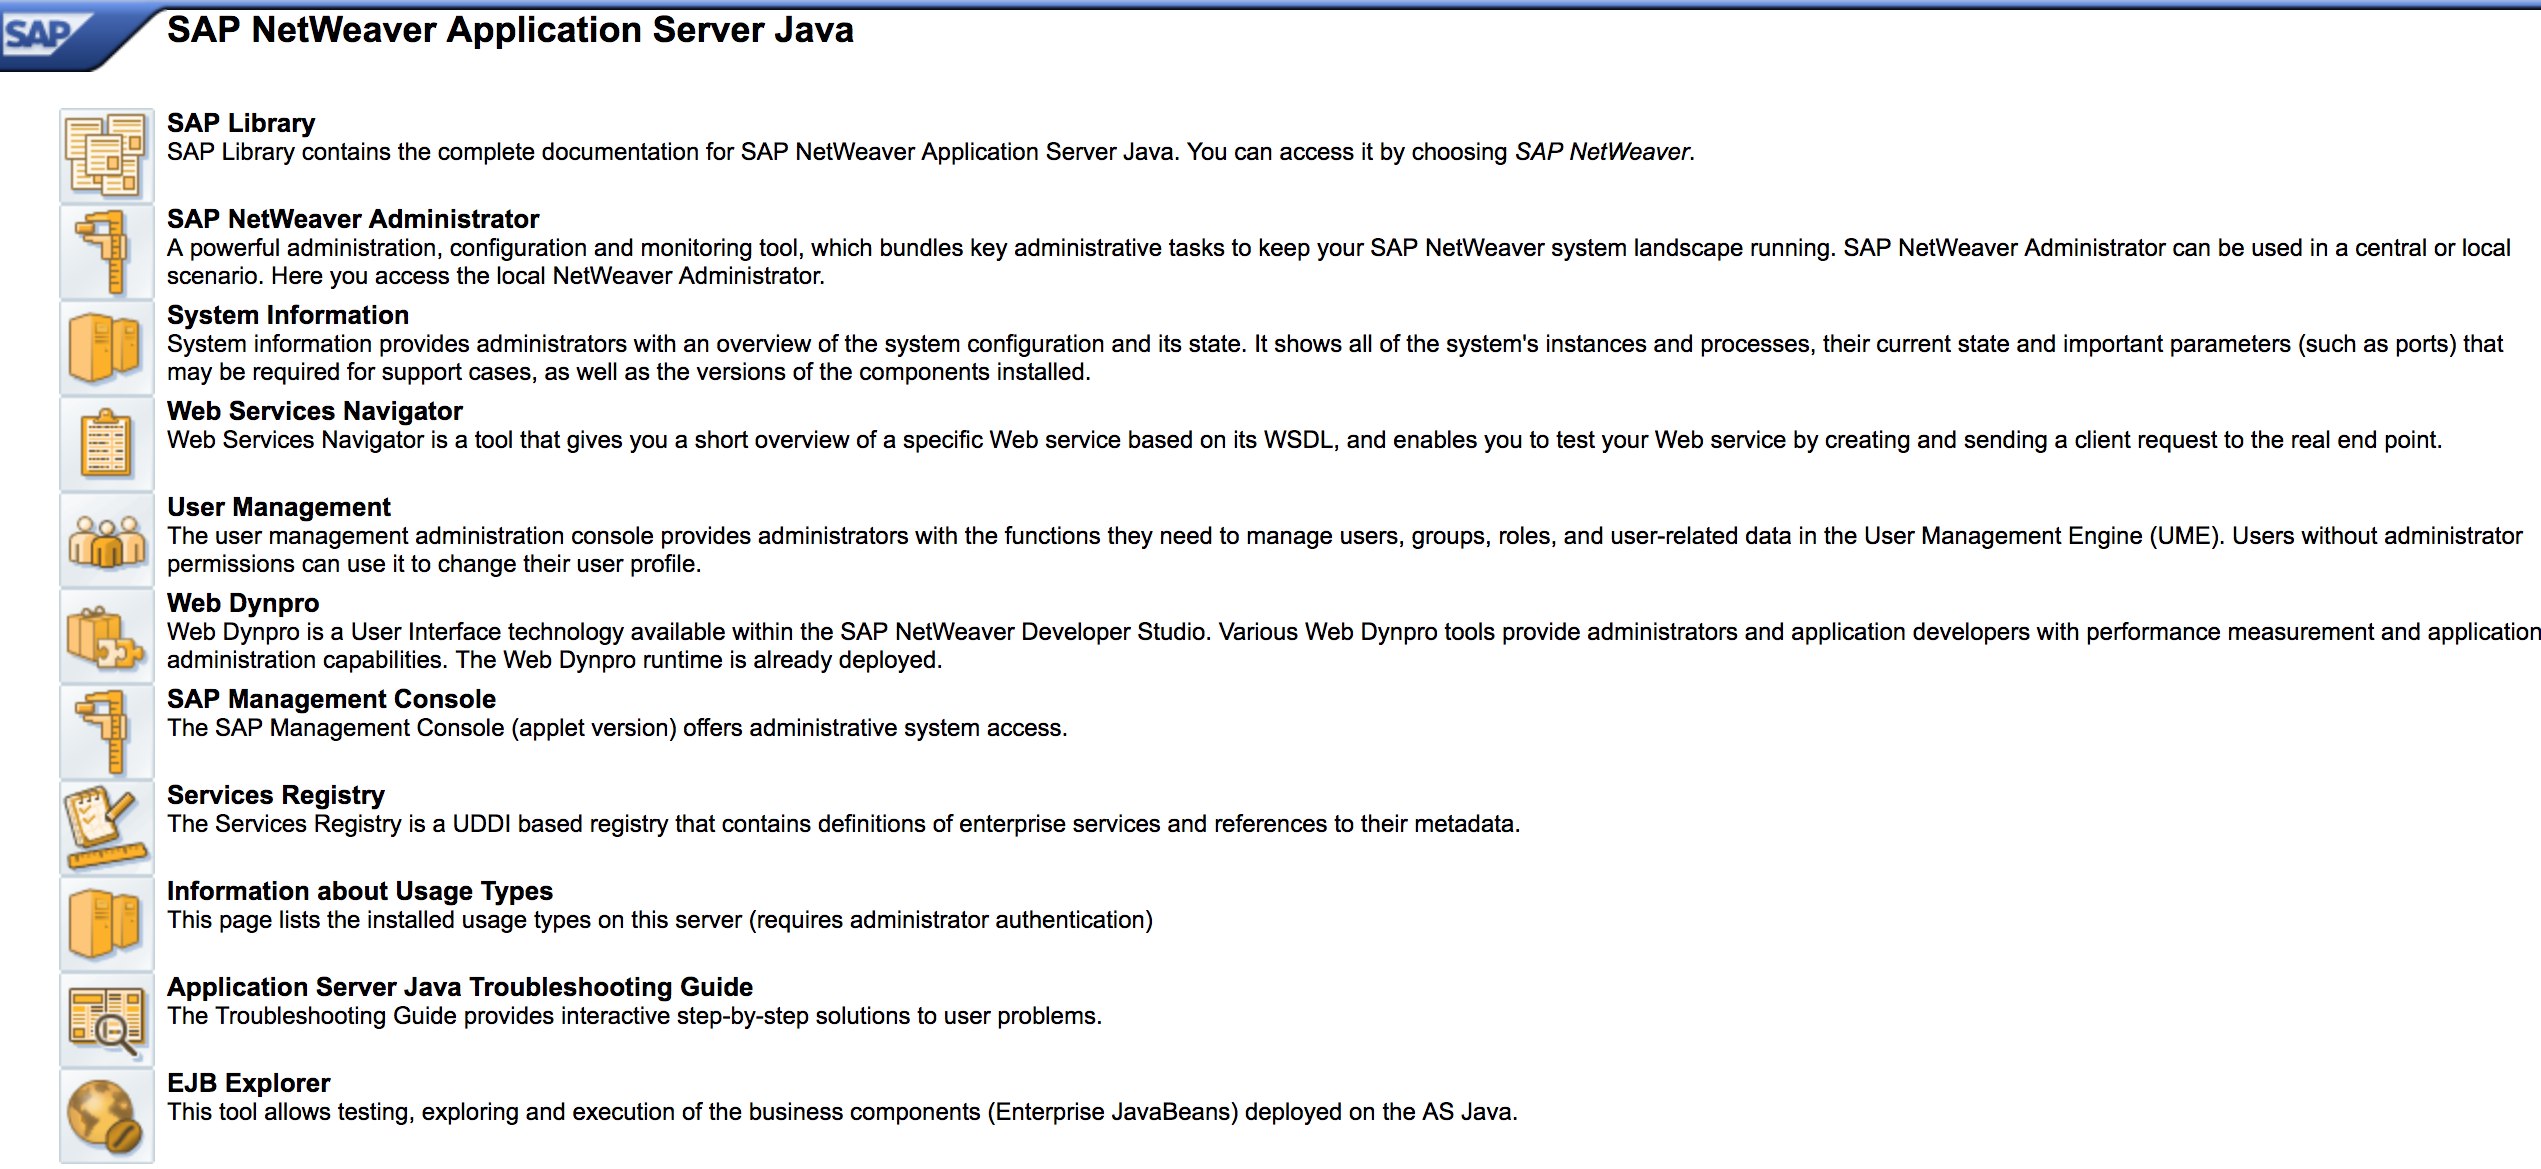 SAP
SAP NetWeaver Application Server Java
SAP Library
SAP Library contains the complete documentation for SAP NetWeaver Application Server Java. You can access it by choosing SAP NetWeaver.
SAP NetWeaver Administrator
A powerful administration, configuration and monitoring tool, which bundles key administrative tasks to keep your SAP NetWeaver system landscape running. SAP NetWeaver Administrator can be used in a central or local
scenario. Here you access the local NetWeaver Administrator.
System Information
System information provides administrators with an overview of the system configuration and its state. It shows all of the system's instances and processes, their current state and important parameters (such as ports) that
may be required for support cases, as well as the versions of the components installed.
Web Services Navigator
Web Services Navigator is a tool that gives you a short overview of a specific Web service based on its WSDL, and enables you to test your Web service by creating and sending a client request to the real end point.
User Management
The user management administration console provides administrators with the functions they need to manage users, groups, roles, and user-related data in the User Management Engine (UME). Users without administrator
permissions can use it to change their user profile.
Web Dynpro
Web Dynpro is a User Interface technology available within the SAP NetWeaver Developer Studio. Various Web Dynpro tools provide administrators and application developers with performance measurement and application
administration capabilities. The Web Dynpro runtime is already deployed.
SAP Management Console
The SAP Management Console (applet version) offers administrative system access.
Services Registry
The Services Registry is a UDDI based registry that contains definitions of enterprise services and references to their metadata.
Information about Usage Types
This page lists the installed usage types on this server (requires administrator authentication)
Application Server Java Troubleshooting Guide
The Troubleshooting Guide provides interactive step-by-step solutions to user problems.
EJB Explorer
This tool allows testing, exploring and execution of the business components (Enterprise JavaBeans) deployed on the AS Java.